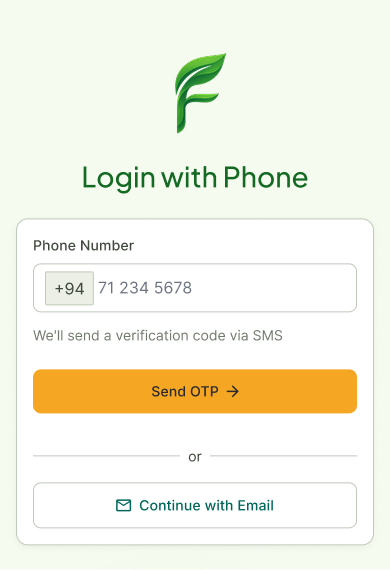 Login with Phone
Phone Number
+94 71 234 5678
We'll send a verification code via SMS
Send OTP →
or
Continue with Email